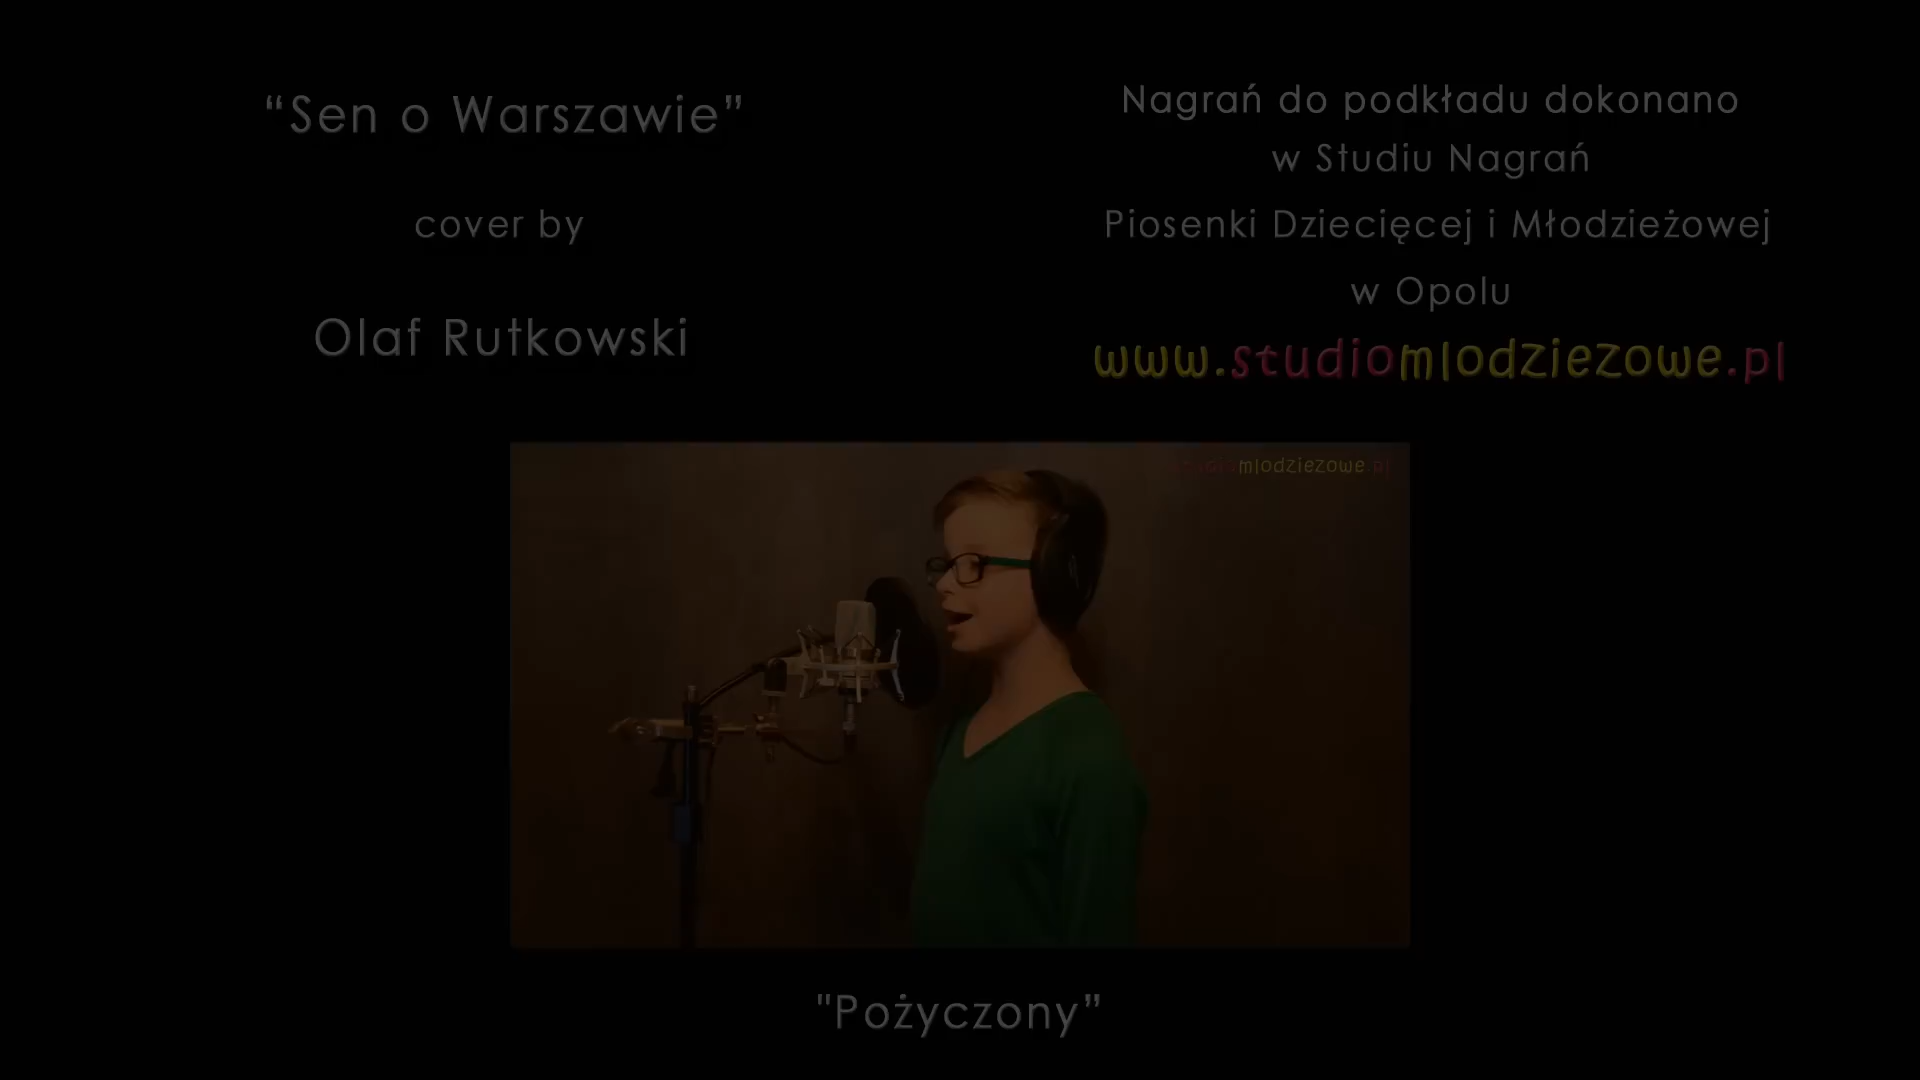 “Sen o Warszawie”
cover by
Olaf Rutkowski
Nagrań do podkładu dokonano
w Studiu Nagrań
Piosenki Dziecięcej i Młodzieżowej
w Opolu
www.studiomlodziezowe.pl
studiomlodziezowe.pl
"Pożyczony”